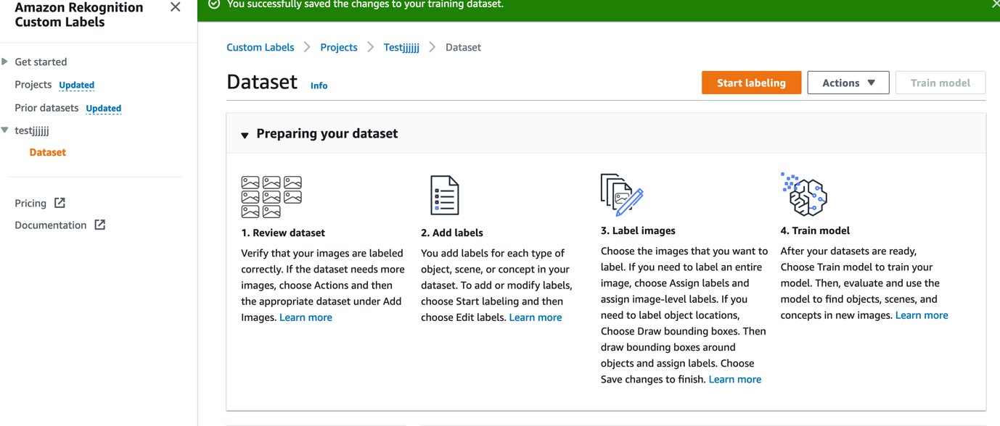 Amazon Rekognition
Custom Labels
You successfully saved the changes to your training dataset.
Get started
Projects Updated
Prior datasets Updated
testjjjjjj
Dataset
Pricing
Documentation
Custom Labels
Projects
Testjjjjjj
Dataset
Dataset Info
Start labeling
Actions
Train model
Preparing your dataset
1. Review dataset
Verify that your images are labeled
correctly. If the dataset needs more
images, choose Actions and then
the appropriate dataset under Add
Images. Learn more
2. Add labels
You add labels for each type of
object, scene, or concept in your
dataset. To add or modify labels,
choose Start labeling and then
choose Edit labels. Learn more
3. Label images
Choose the images that you want to
label. If you need to label an entire
image, choose Assign labels and
assign image-level labels. If you
need to label object locations,
Choose Draw bounding boxes. Then
draw bounding boxes around
objects and assign labels. Choose
Save changes to finish. Learn more
4. Train model
After your datasets are ready,
Choose Train model to train your
model. Then, evaluate and use the
model to find objects, scenes, and
concepts in new images. Learn more